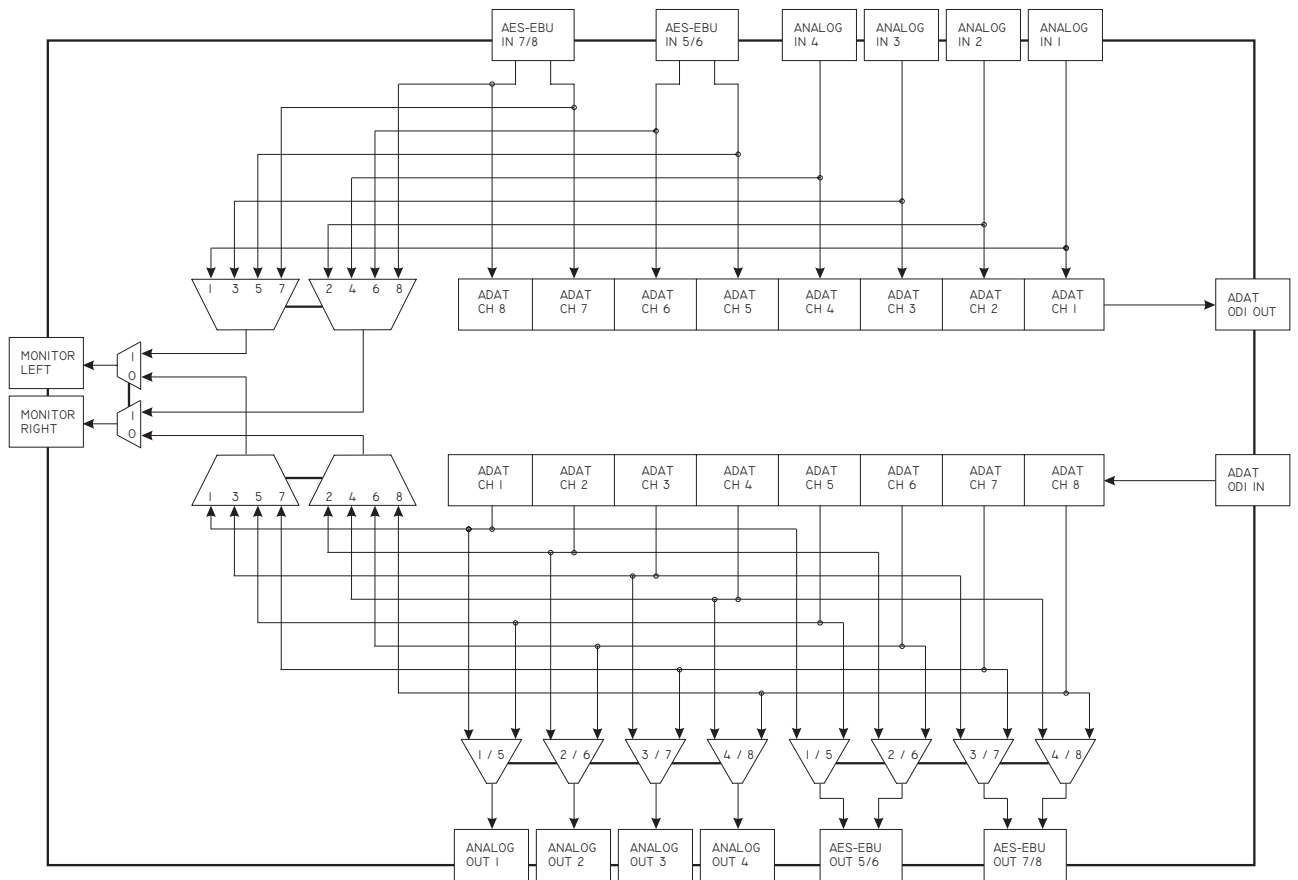 AES-EBU
IN 7/8
AES-EBU
IN 5/6
ANALOG
IN 4
ANALOG
IN 3
ANALOG
IN 2
ANALOG
IN 1
1 3 5 7
2 4 6 8
ADAT
CH 8
ADAT
CH 7
ADAT
CH 6
ADAT
CH 5
ADAT
CH 4
ADAT
CH 3
ADAT
CH 2
ADAT
CH 1
ADAT
ODI OUT
MONITOR
LEFT
1
0
MONITOR
RIGHT
1
0
1 3 5 7
2 4 6 8
ADAT
CH 1
ADAT
CH 2
ADAT
CH 3
ADAT
CH 4
ADAT
CH 5
ADAT
CH 6
ADAT
CH 7
ADAT
CH 8
ADAT
ODI IN
1 / 5
2 / 6
3 / 7
4 / 8
1 / 5
2 / 6
3 / 7
4 / 8
ANALOG
OUT 1
ANALOG
OUT 2
ANALOG
OUT 3
ANALOG
OUT 4
AES-EBU
OUT 5/6
AES-EBU
OUT 7/8